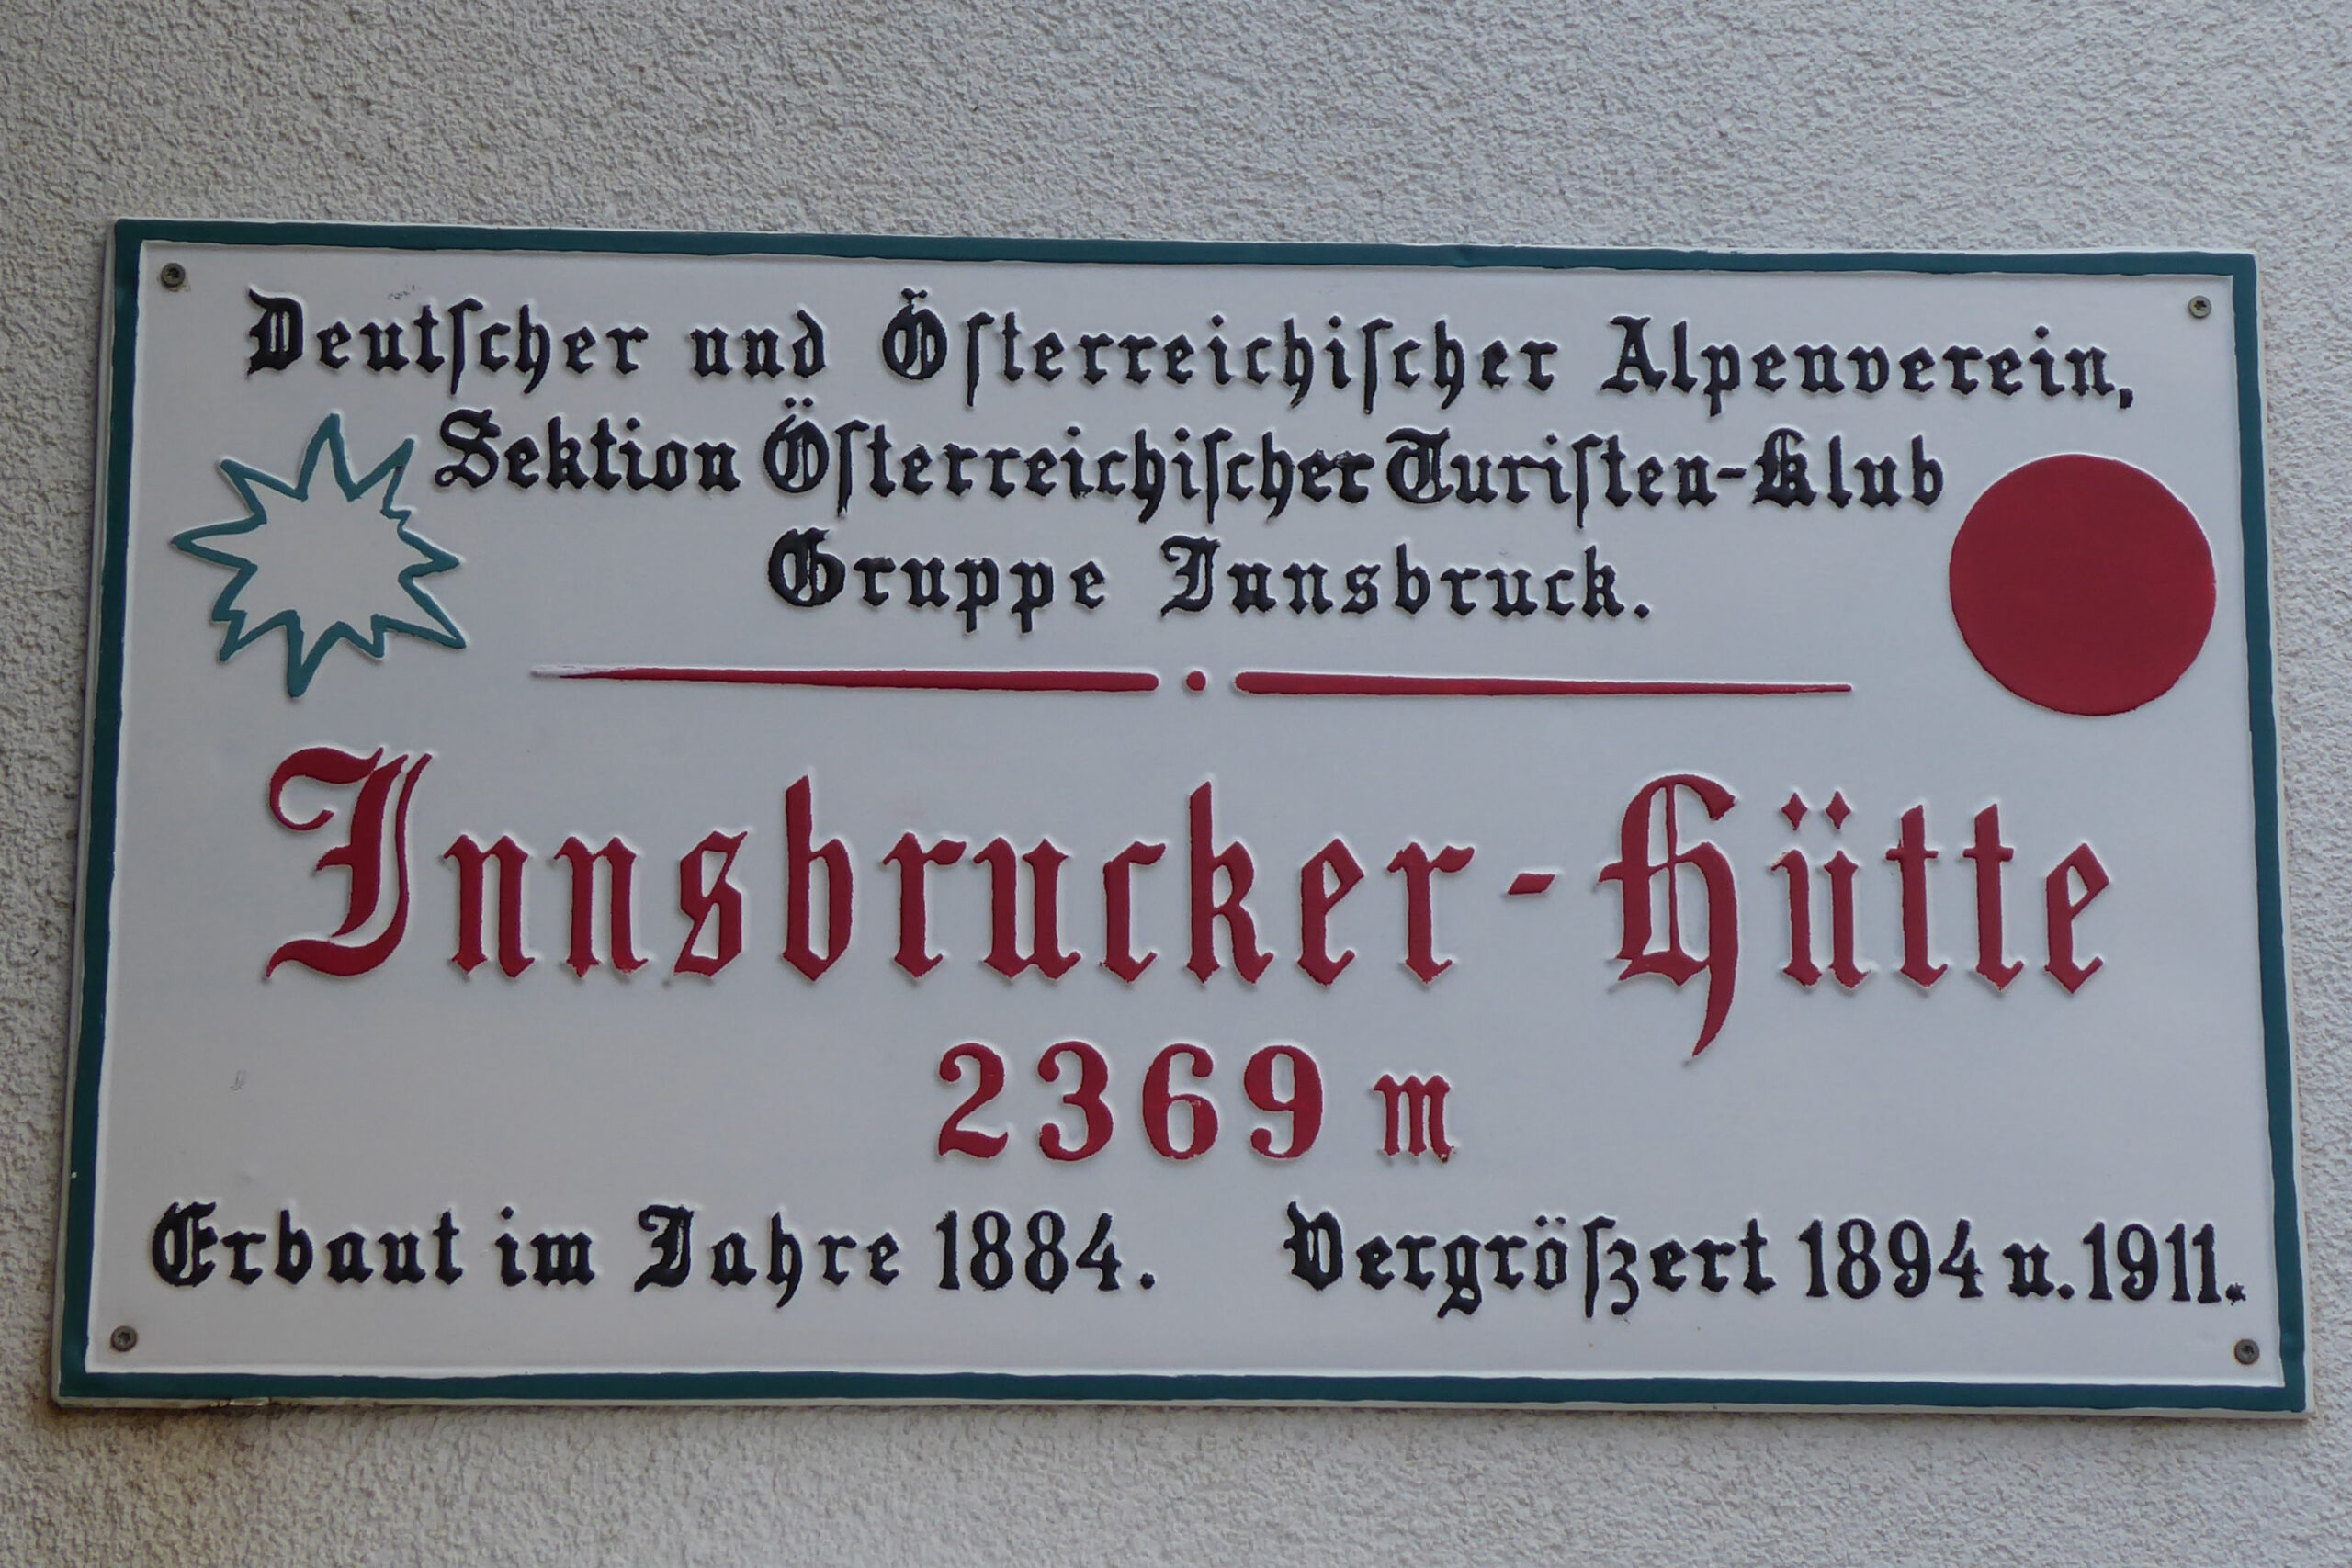 Deutſcher und Öſterreichiſcher Alpenverein,
Sektion Öſterreichiſcher Turiſten-Klub
Gruppe Innsbruck.
Innsbrucker-Hütte
2369 m
Erbaut im Jahre 1884. Vergrößert 1894 u. 1911.